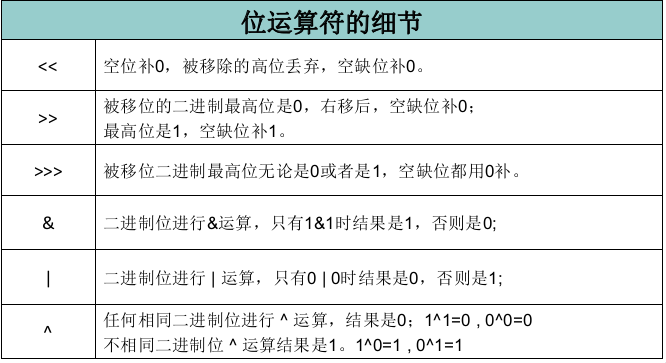 位运算符的细节
<< 空位补0，被移除的高位丢弃，空缺位补0。
>> 被移位的二进制最高位是0，右移后，空缺位补0；
最高位是1，空缺位补1。
>>> 被移位二进制最高位无论是0或者是1，空缺位都用0补。
& 二进制位进行&运算，只有1&1时结果是1，否则是0;
| 二进制位进行 | 运算，只有0 | 0时结果是0，否则是1;
^ 任何相同二进制位进行 ^ 运算，结果是0；1^1=0 , 0^0=0
不相同二进制位 ^ 运算结果是1。1^0=1 , 0^1=1